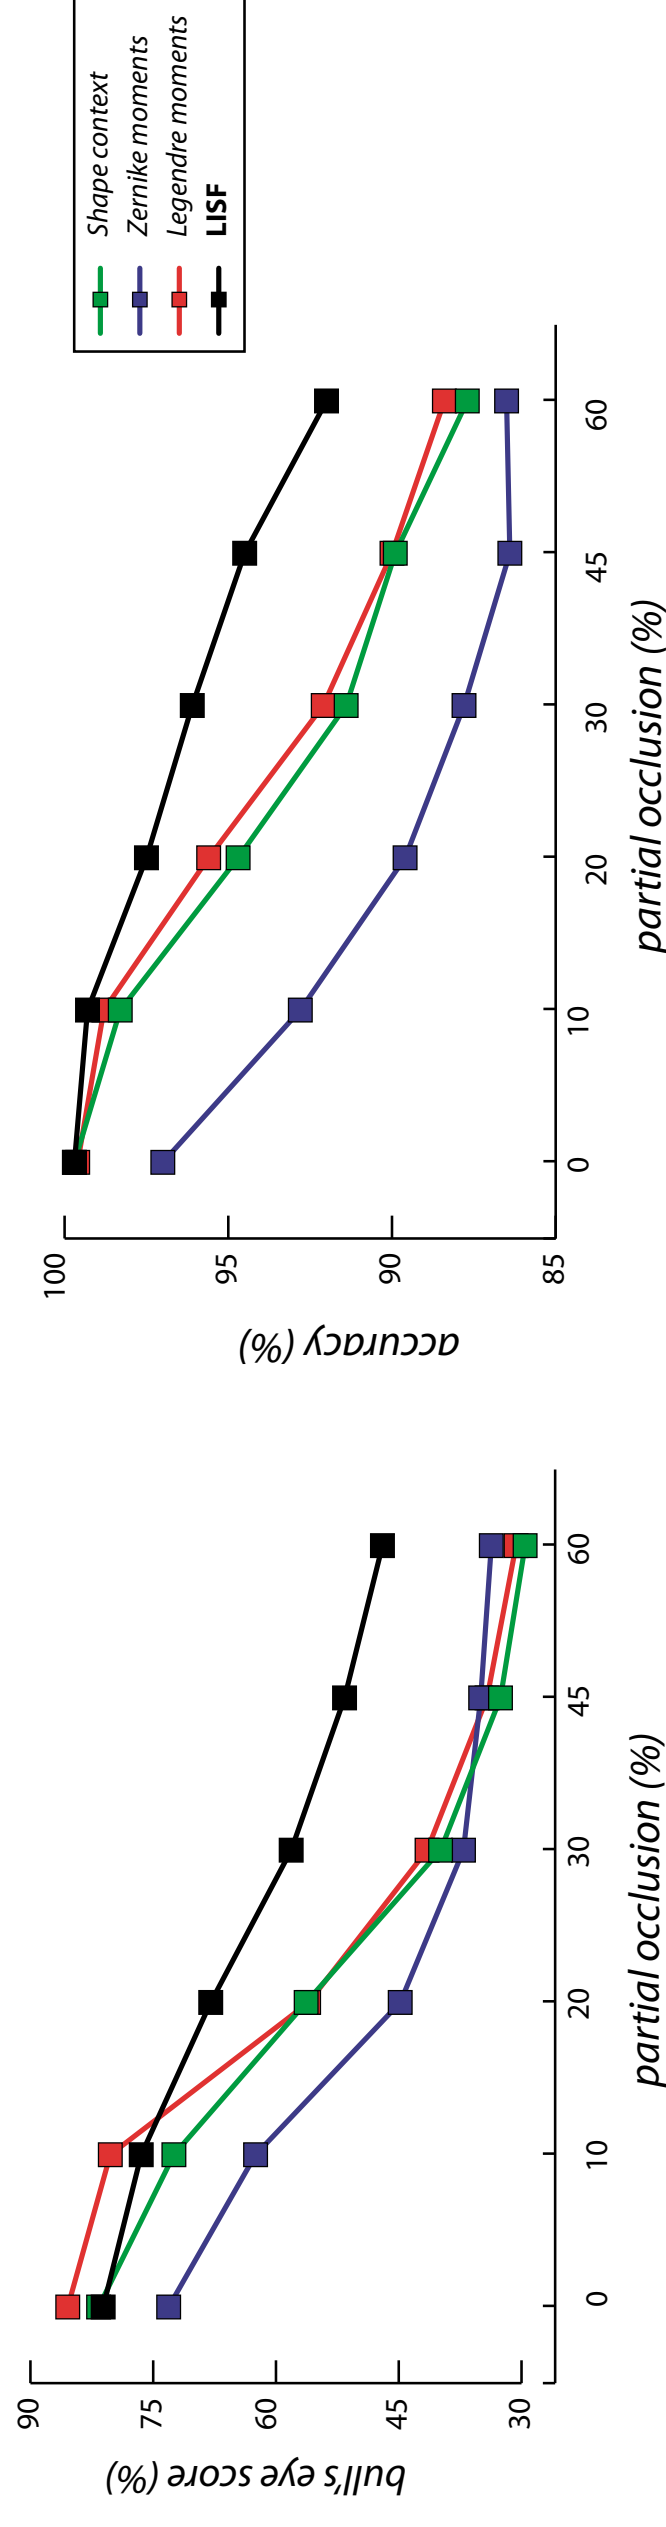 bull's eye score (%)
90
75
60
45
30
0
10
20
30
45
60
partial occlusion (%)
accuracy (%)
100
95
90
85
0
10
20
30
45
60
partial occlusion (%)
Shape context
Zernike moments
Legendre moments
LISF